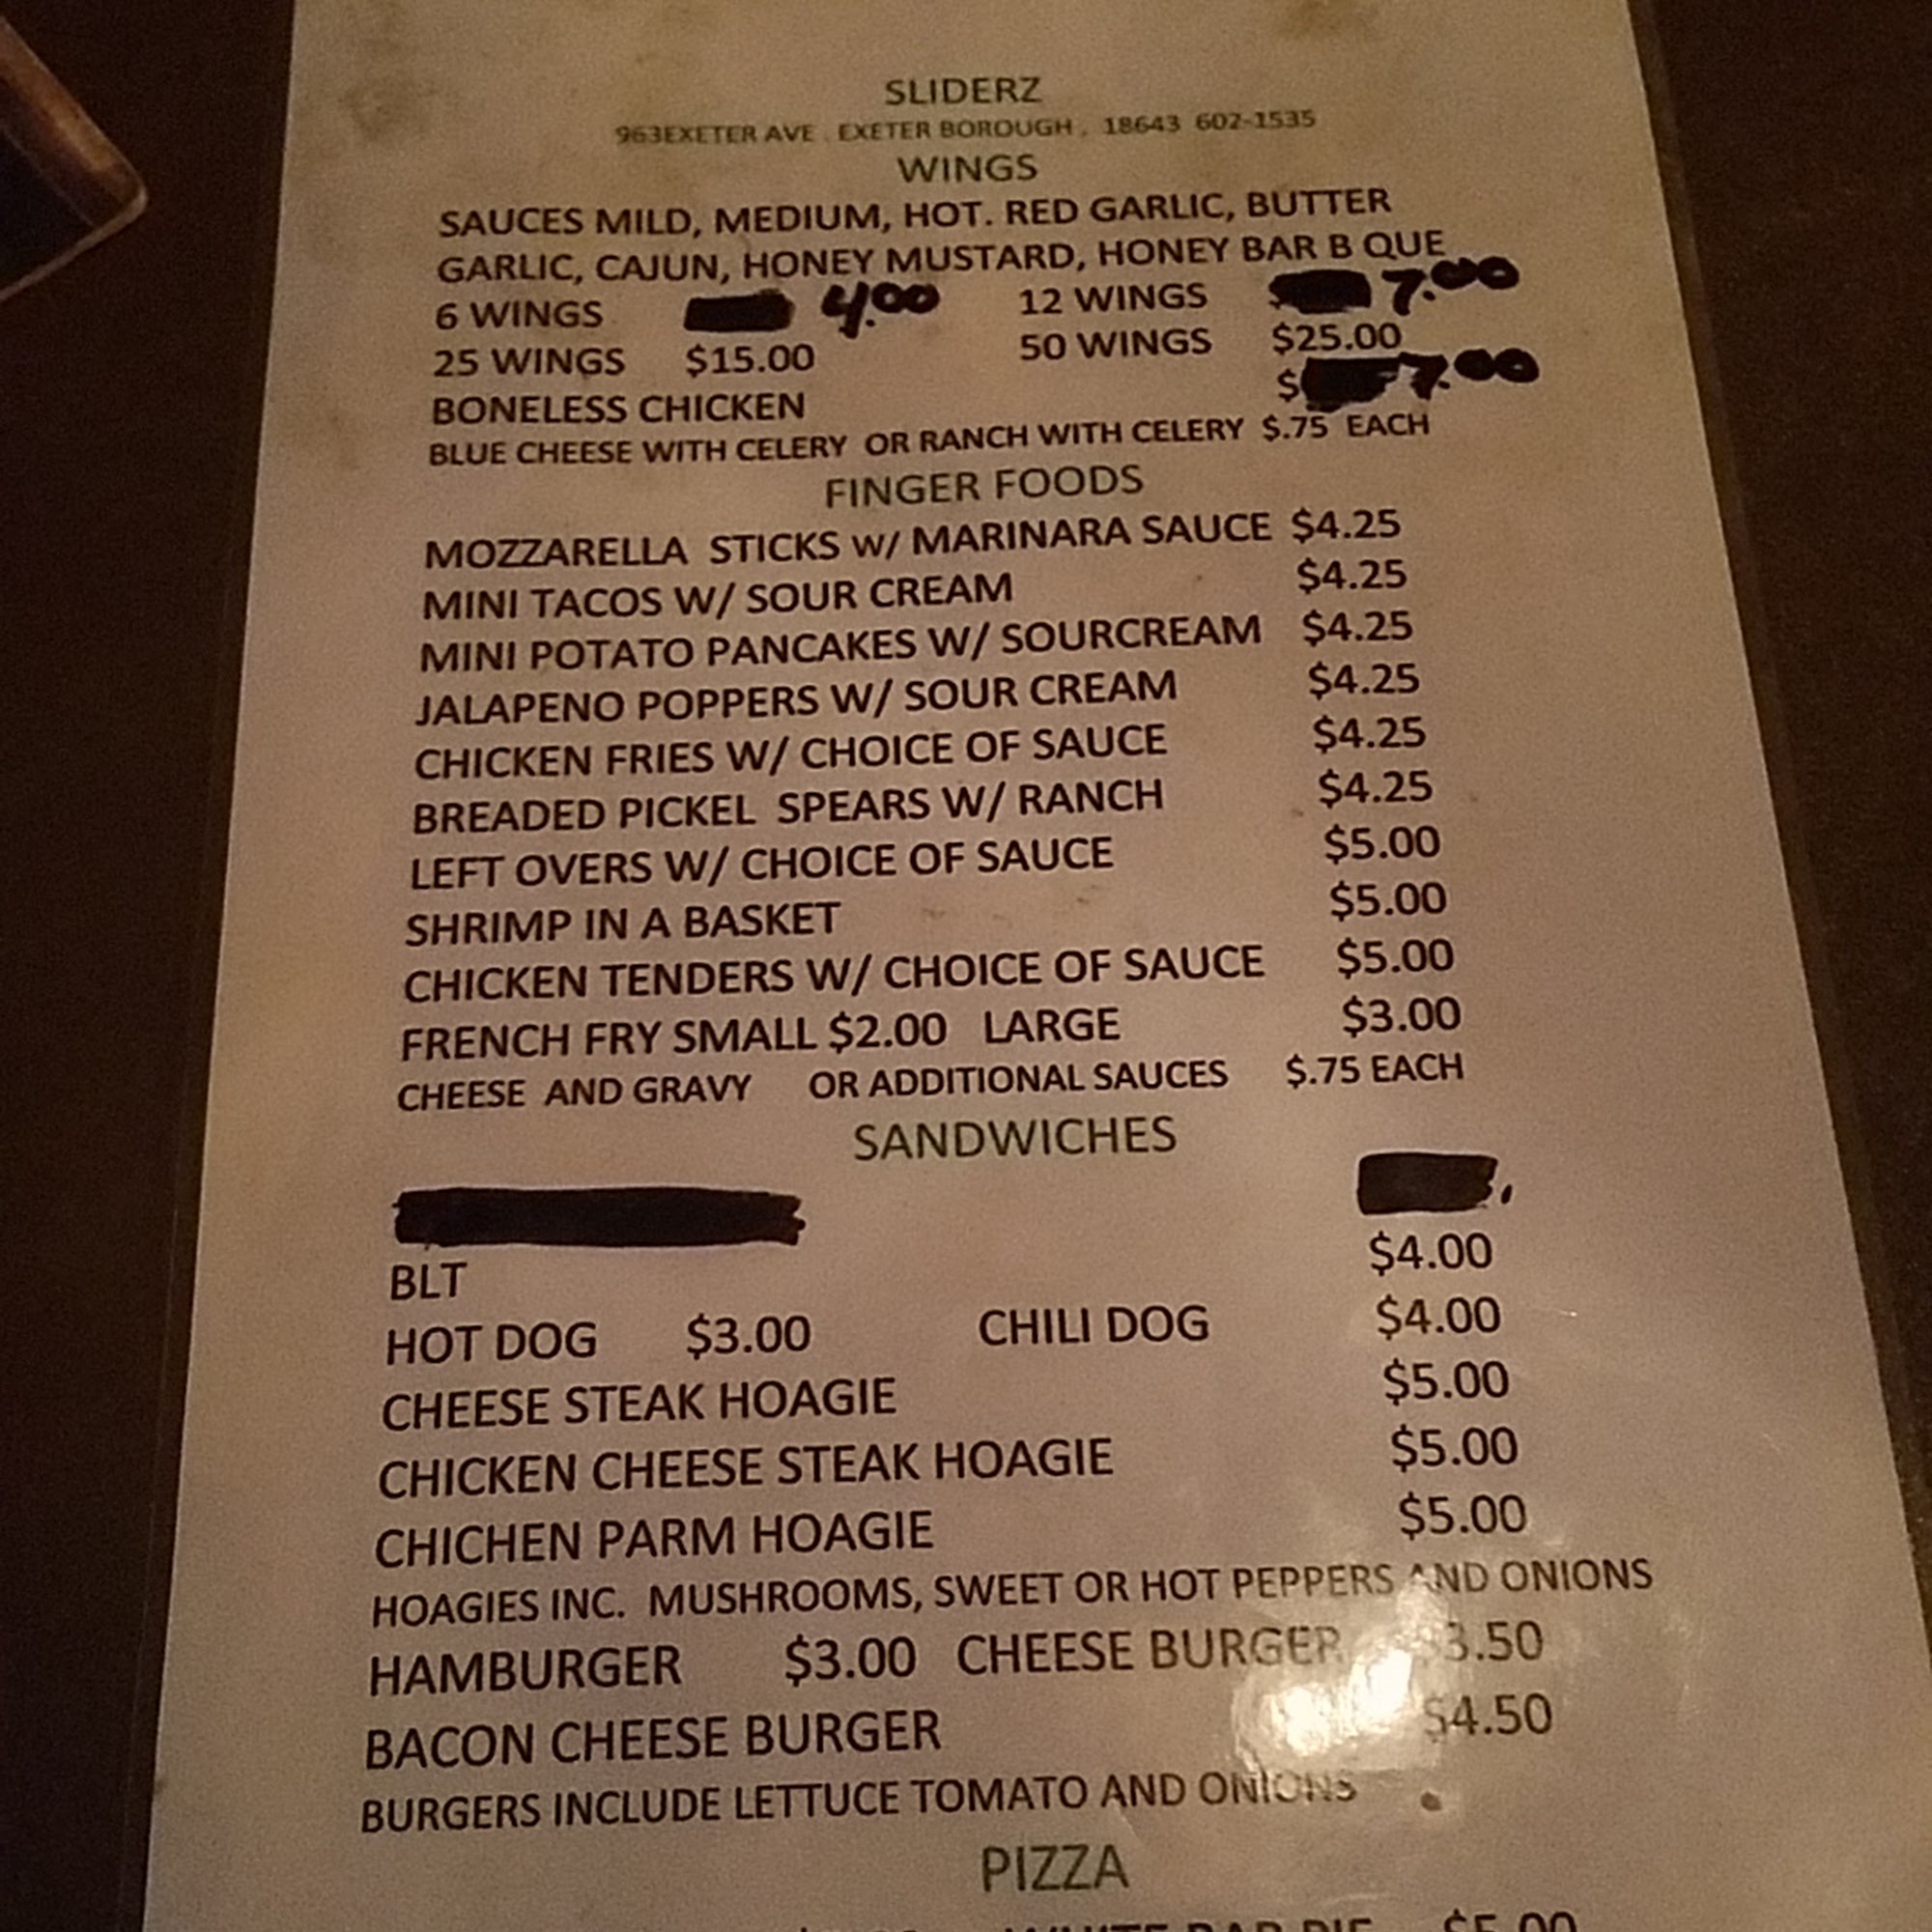 SLIDERZ
963EXETER AVE . EXETER BOROUGH , 18643 602-1535
WINGS
SAUCES MILD, MEDIUM, HOT. RED GARLIC, BUTTER
GARLIC, CAJUN, HONEY MUSTARD, HONEY BAR B QUE
6 WINGS 4.00 12 WINGS $ 7.00
25 WINGS $15.00 50 WINGS $25.00
BONELESS CHICKEN $ 7.00
BLUE CHEESE WITH CELERY OR RANCH WITH CELERY $.75 EACH
FINGER FOODS
MOZZARELLA STICKS W/ MARINARA SAUCE $4.25
MINI TACOS W/ SOUR CREAM $4.25
MINI POTATO PANCAKES W/ SOURCREAM $4.25
JALAPENO POPPERS W/ SOUR CREAM $4.25
CHICKEN FRIES W/ CHOICE OF SAUCE $4.25
BREADED PICKEL SPEARS W/ RANCH $4.25
LEFT OVERS W/ CHOICE OF SAUCE $5.00
SHRIMP IN A BASKET $5.00
CHICKEN TENDERS W/ CHOICE OF SAUCE $5.00
FRENCH FRY SMALL $2.00 LARGE $3.00
CHEESE AND GRAVY OR ADDITIONAL SAUCES $.75 EACH
SANDWICHES
BLT $4.00
HOT DOG $3.00 CHILI DOG $4.00
CHEESE STEAK HOAGIE $5.00
CHICKEN CHEESE STEAK HOAGIE $5.00
CHICHEN PARM HOAGIE $5.00
HOAGIES INC. MUSHROOMS, SWEET OR HOT PEPPERS AND ONIONS
HAMBURGER $3.00 CHEESE BURGER $3.50
BACON CHEESE BURGER $4.50
BURGERS INCLUDE LETTUCE TOMATO AND ONIONS
PIZZA
WHITE BAR PIE $5.00